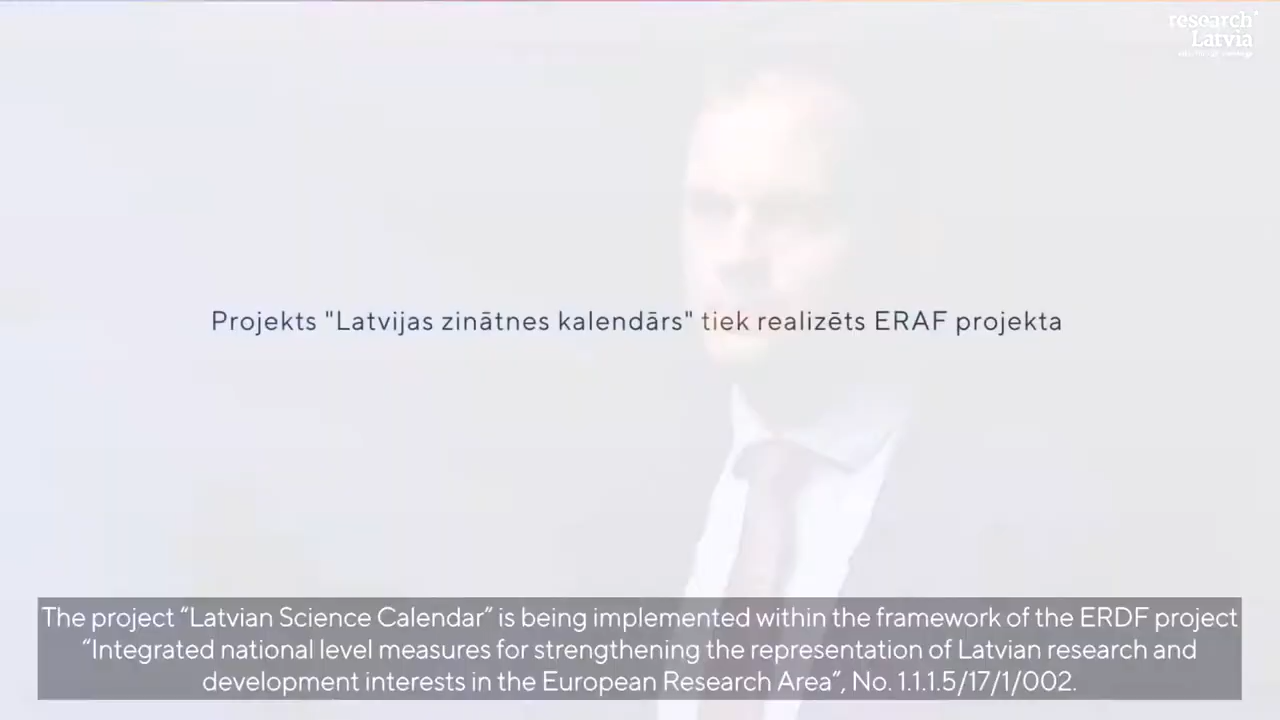 research
Latvia
Projekts "Latvijas zinātnes kalendārs" tiek realizēts ERAF projekta
The project “Latvian Science Calendar” is being implemented within the framework of the ERDF project
“Integrated national level measures for strengthening the representation of Latvian research and
development interests in the European Research Area”, No. 1.1.1.5/17/1/002.